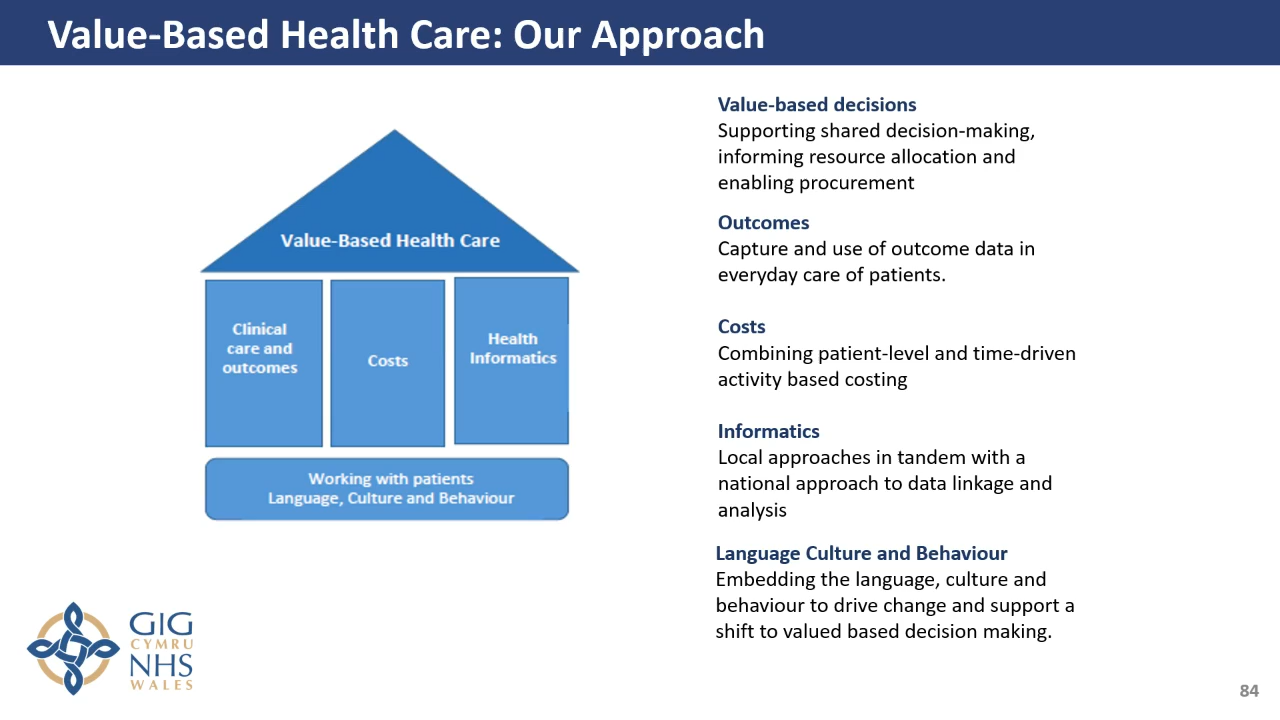 Value-Based Health Care: Our Approach
Value-Based Health Care
Clinical
care and
outcomes
Costs
Health
Informatics
Working with patients
Language, Culture and Behaviour
Value-based decisions
Supporting shared decision-making,
informing resource allocation and
enabling procurement
Outcomes
Capture and use of outcome data in
everyday care of patients.
Costs
Combining patient-level and time-driven
activity based costing
Informatics
Local approaches in tandem with a
national approach to data linkage and
analysis
Language Culture and Behaviour
Embedding the language, culture and
behaviour to drive change and support a
shift to valued based decision making.
GIG
CYMRU
NHS
WALES
84